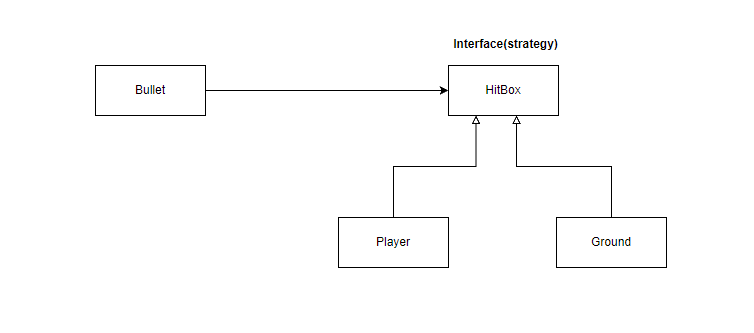 Interface(strategy)
Bullet
HitBox
Player
Ground